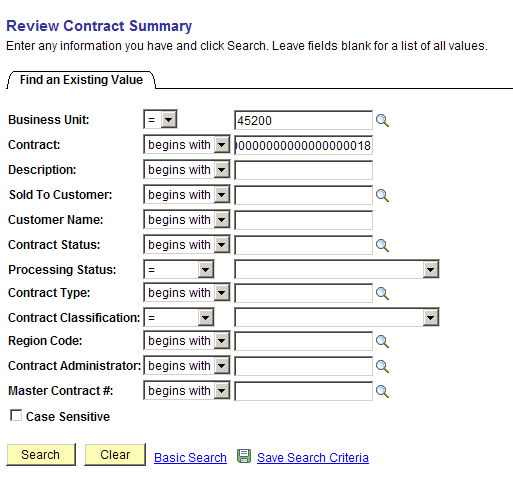 Review Contract Summary
Enter any information you have and click Search. Leave fields blank for a list of all values.
Find an Existing Value
Business Unit: = 45200
Contract: begins with 00000000000000000018
Description: begins with
Sold To Customer: begins with
Customer Name: begins with
Contract Status: begins with
Processing Status: =
Contract Type: begins with
Contract Classification: =
Region Code: begins with
Contract Administrator: begins with
Master Contract #: begins with
Case Sensitive
Search Clear Basic Search Save Search Criteria